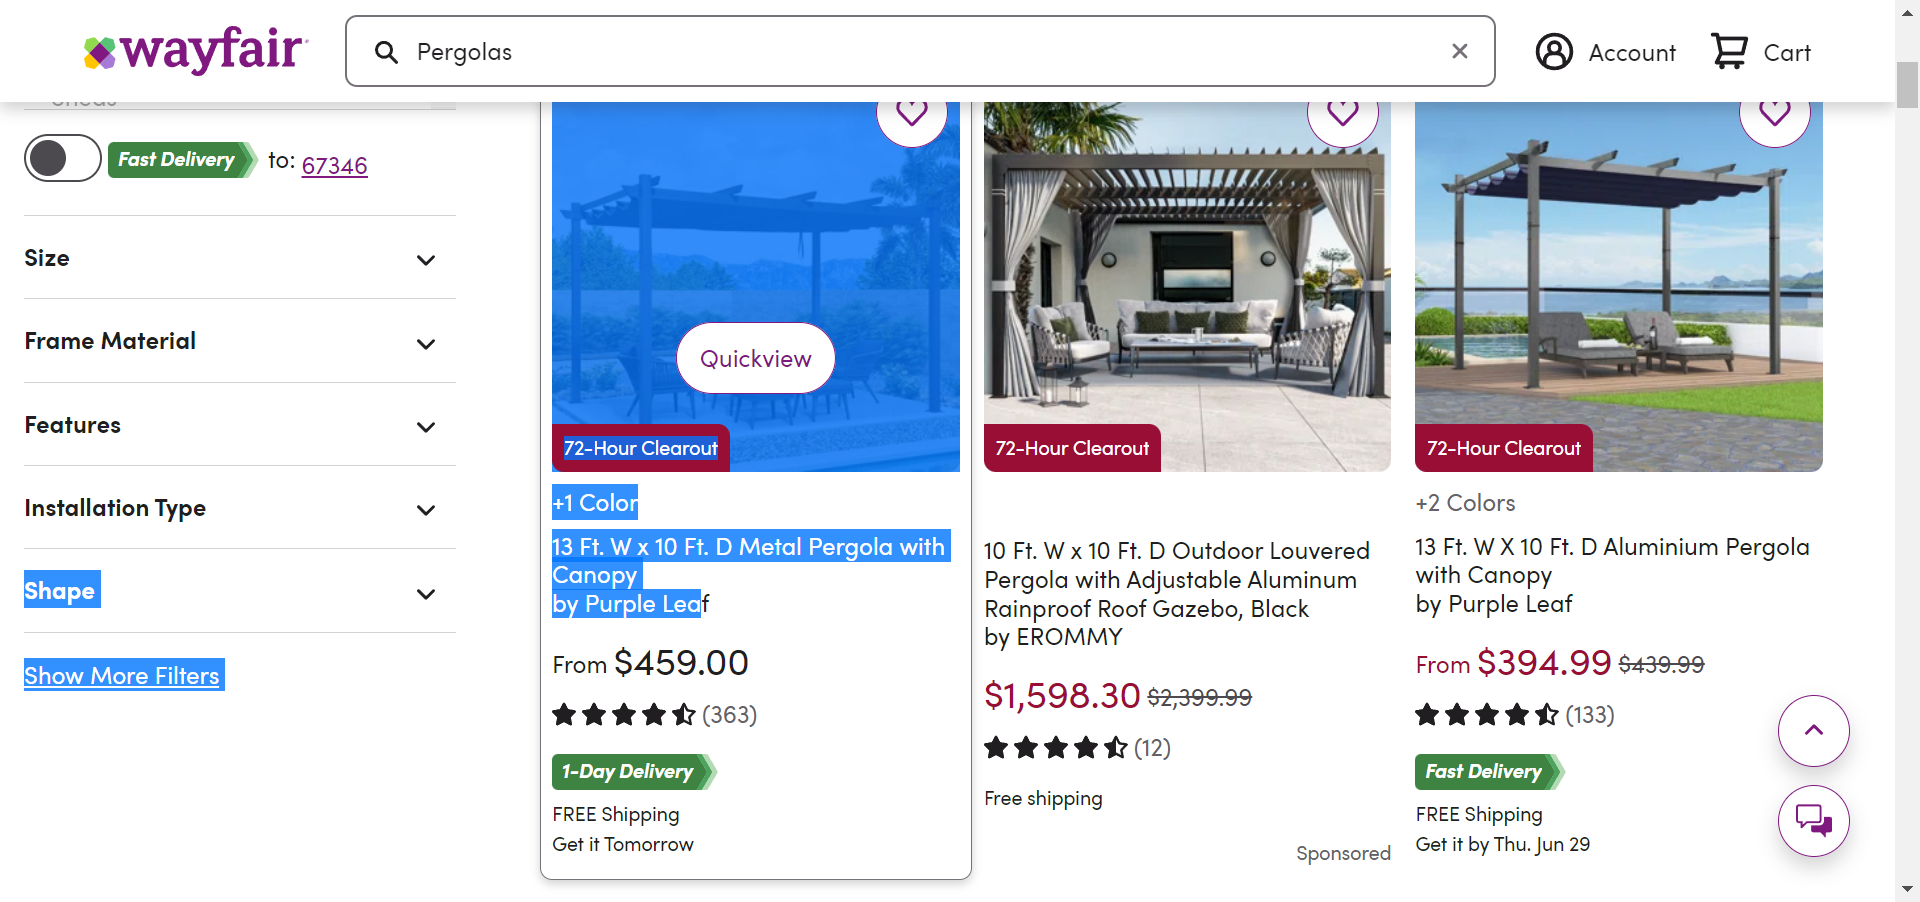 wayfair
Pergolas
Account
Cart
Sheds
Fast Delivery to: 67346
Size
Frame Material
Features
Installation Type
Shape
Show More Filters
Quickview
72-Hour Clearout
+1 Color
13 Ft. W x 10 Ft. D Metal Pergola with
Canopy
by Purple Leaf
From $459.00
(363)
1-Day Delivery
FREE Shipping
Get it Tomorrow
72-Hour Clearout
10 Ft. W x 10 Ft. D Outdoor Louvered
Pergola with Adjustable Aluminum
Rainproof Roof Gazebo, Black
by EROMMY
$1,598.30 $2,399.99
(12)
Free shipping
Sponsored
72-Hour Clearout
+2 Colors
13 Ft. W X 10 Ft. D Aluminium Pergola
with Canopy
by Purple Leaf
From $394.99 $439.99
(133)
Fast Delivery
FREE Shipping
Get it by Thu. Jun 29